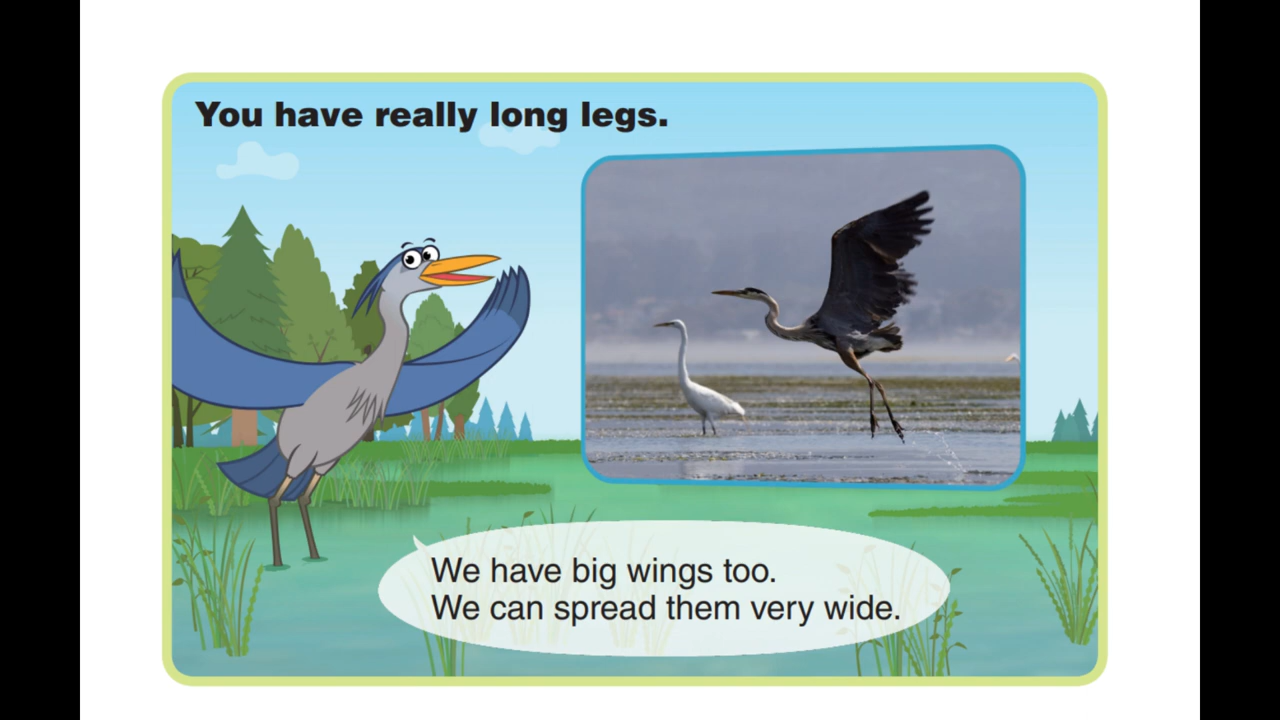 You have really long legs.
We have big wings too.
We can spread them very wide.